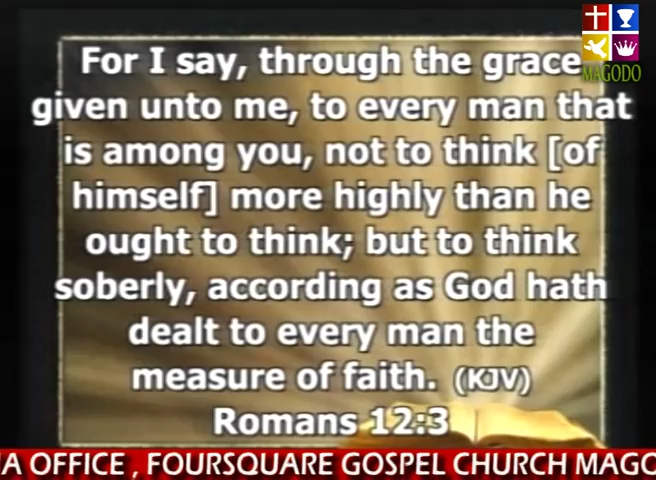 MAGODO
For I say, through the grace
given unto me, to every man that
is among you, not to think [of
himself] more highly than he
ought to think; but to think
soberly, according as God hath
dealt to every man the
measure of faith. (KJV)
Romans 12:3
IA OFFICE , FOURSQUARE GOSPEL CHURCH MAGO